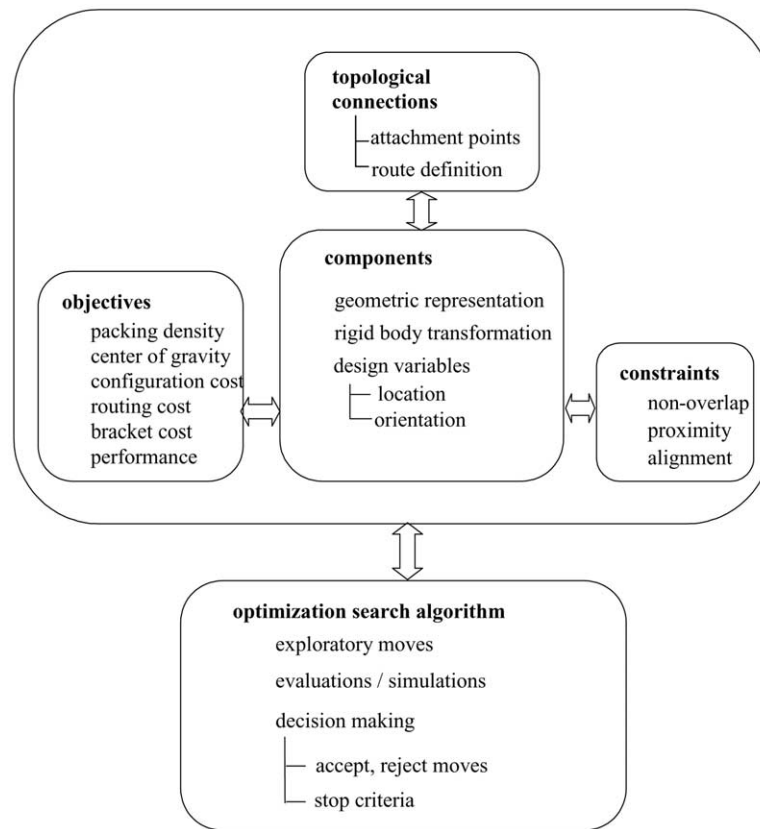 topological
connections
attachment points
route definition
components
geometric representation
rigid body transformation
design variables
location
orientation
objectives
packing density
center of gravity
configuration cost
routing cost
bracket cost
performance
constraints
non-overlap
proximity
alignment
optimization search algorithm
exploratory moves
evaluations / simulations
decision making
accept, reject moves
stop criteria